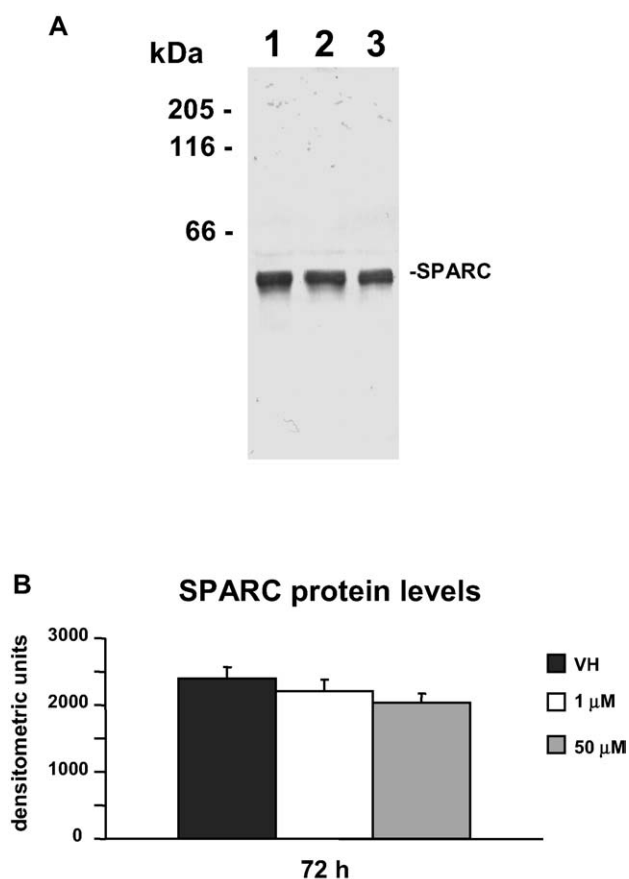 A
kDa
1 2 3
205 -
116 -
66 -
-SPARC
B
SPARC protein levels
densitometric units
3000
2000
1000
0
VH
1 µM
50 µM
72 h